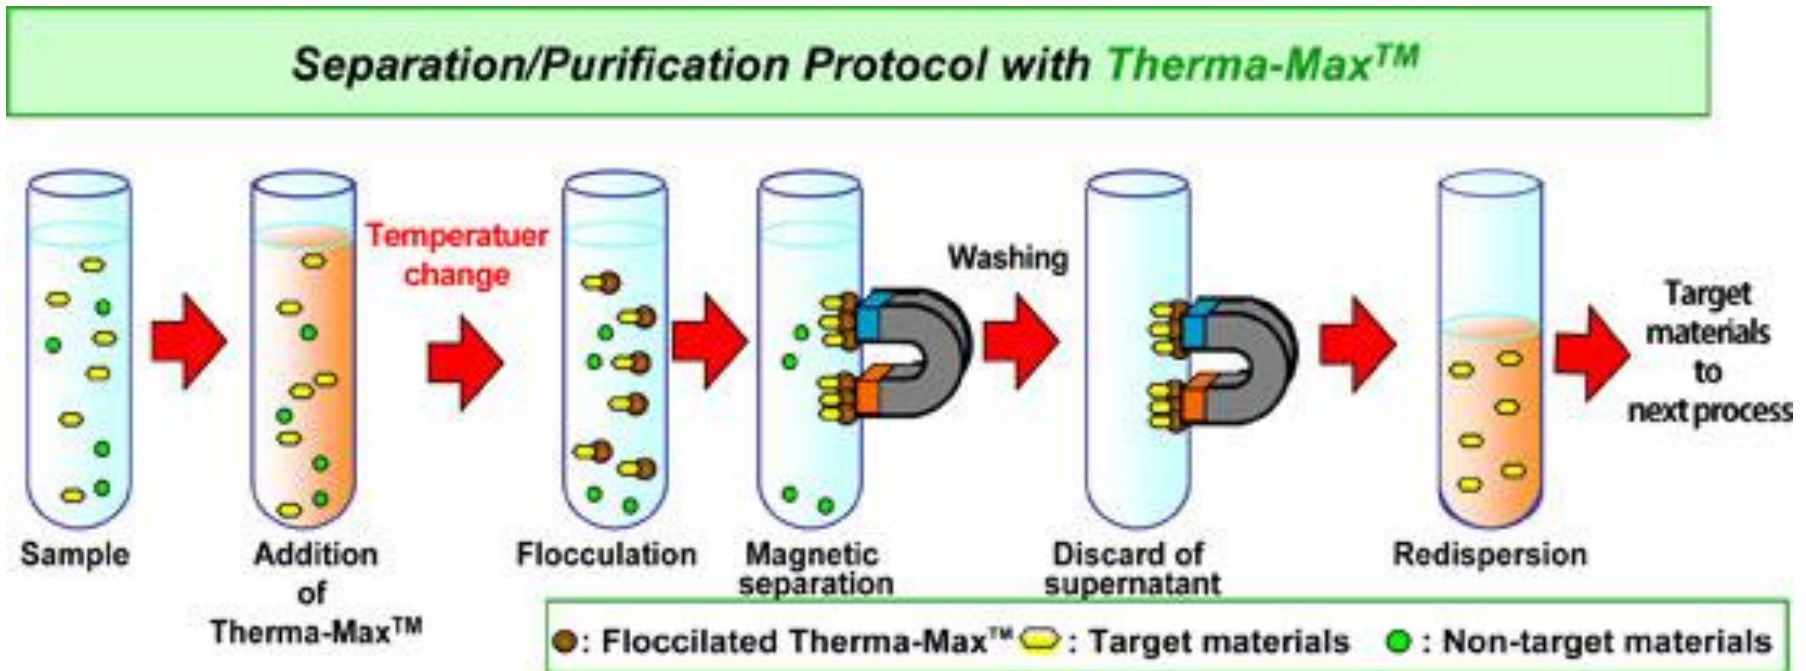 Separation/Purification Protocol with Therma-Max™
Temperatuer
change
Washing
Target
materials
to
next process
Sample
Addition
of
Therma-Max™
Flocculation
Magnetic
separation
Discard of
supernatant
Redispersion
: Floccilated Therma-Max™ : Target materials : Non-target materials